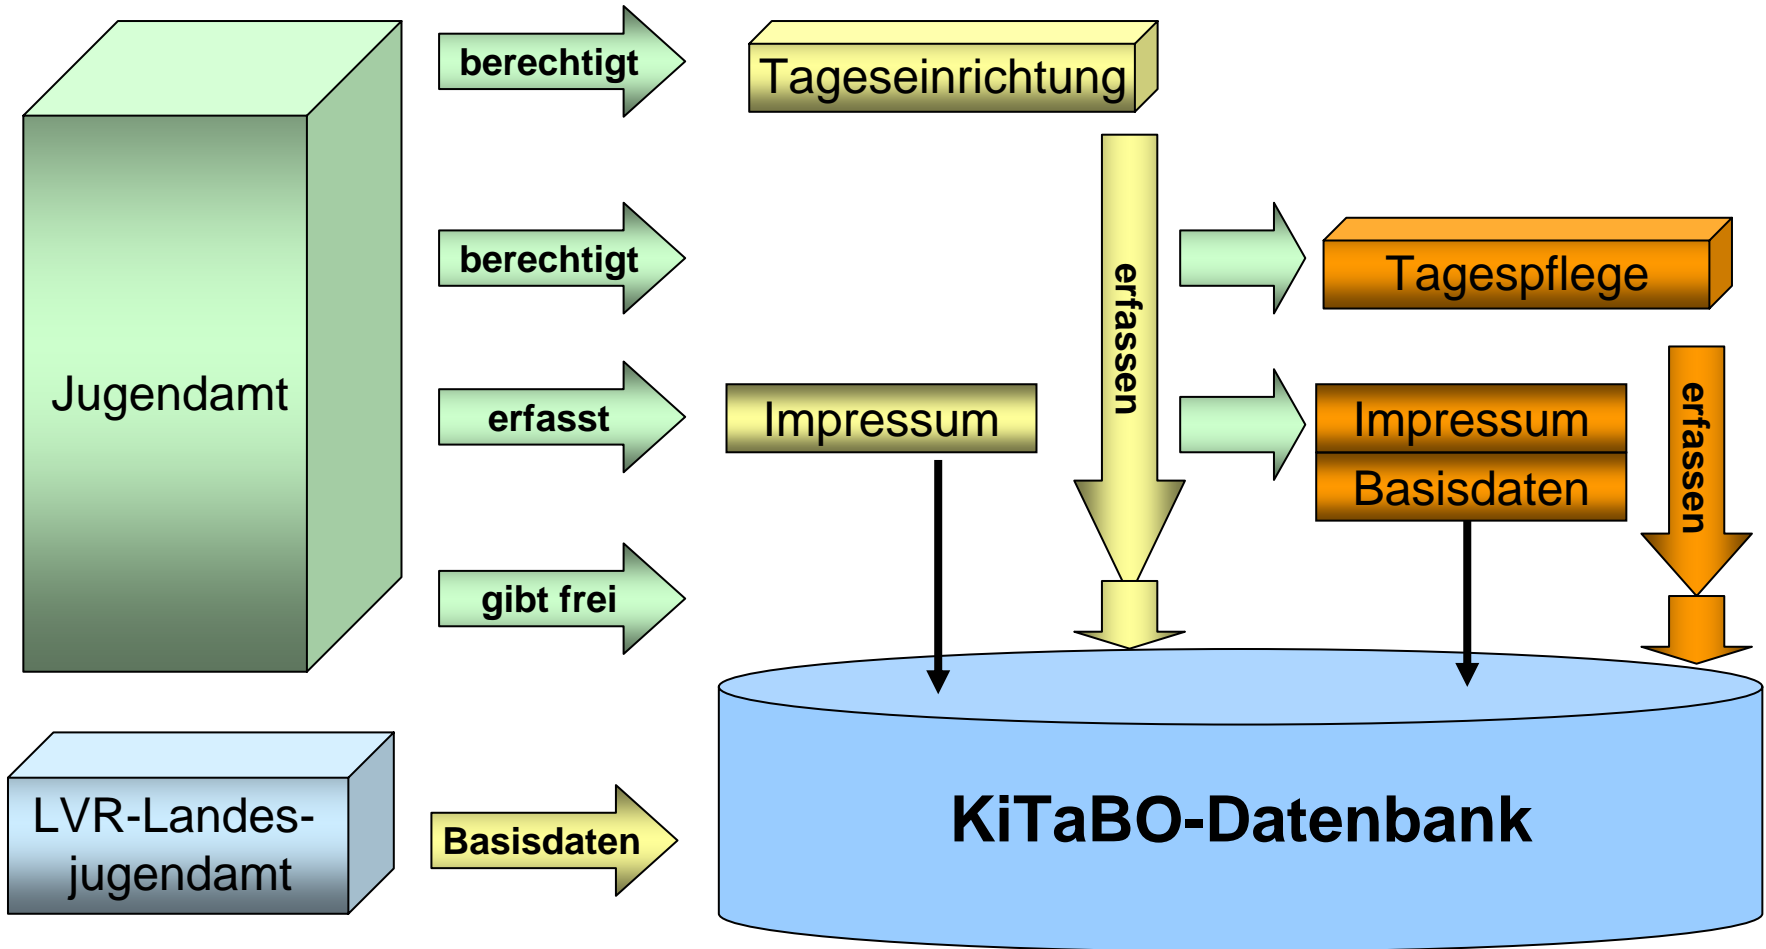 berechtigt
Tageseinrichtung
berechtigt
erfassen
Tagespflege
Jugendamt
erfasst
Impressum
Impressum
Basisdaten
erfassen
gibt frei
LVR-Landes-
jugendamt
Basisdaten
KiTaBO-Datenbank